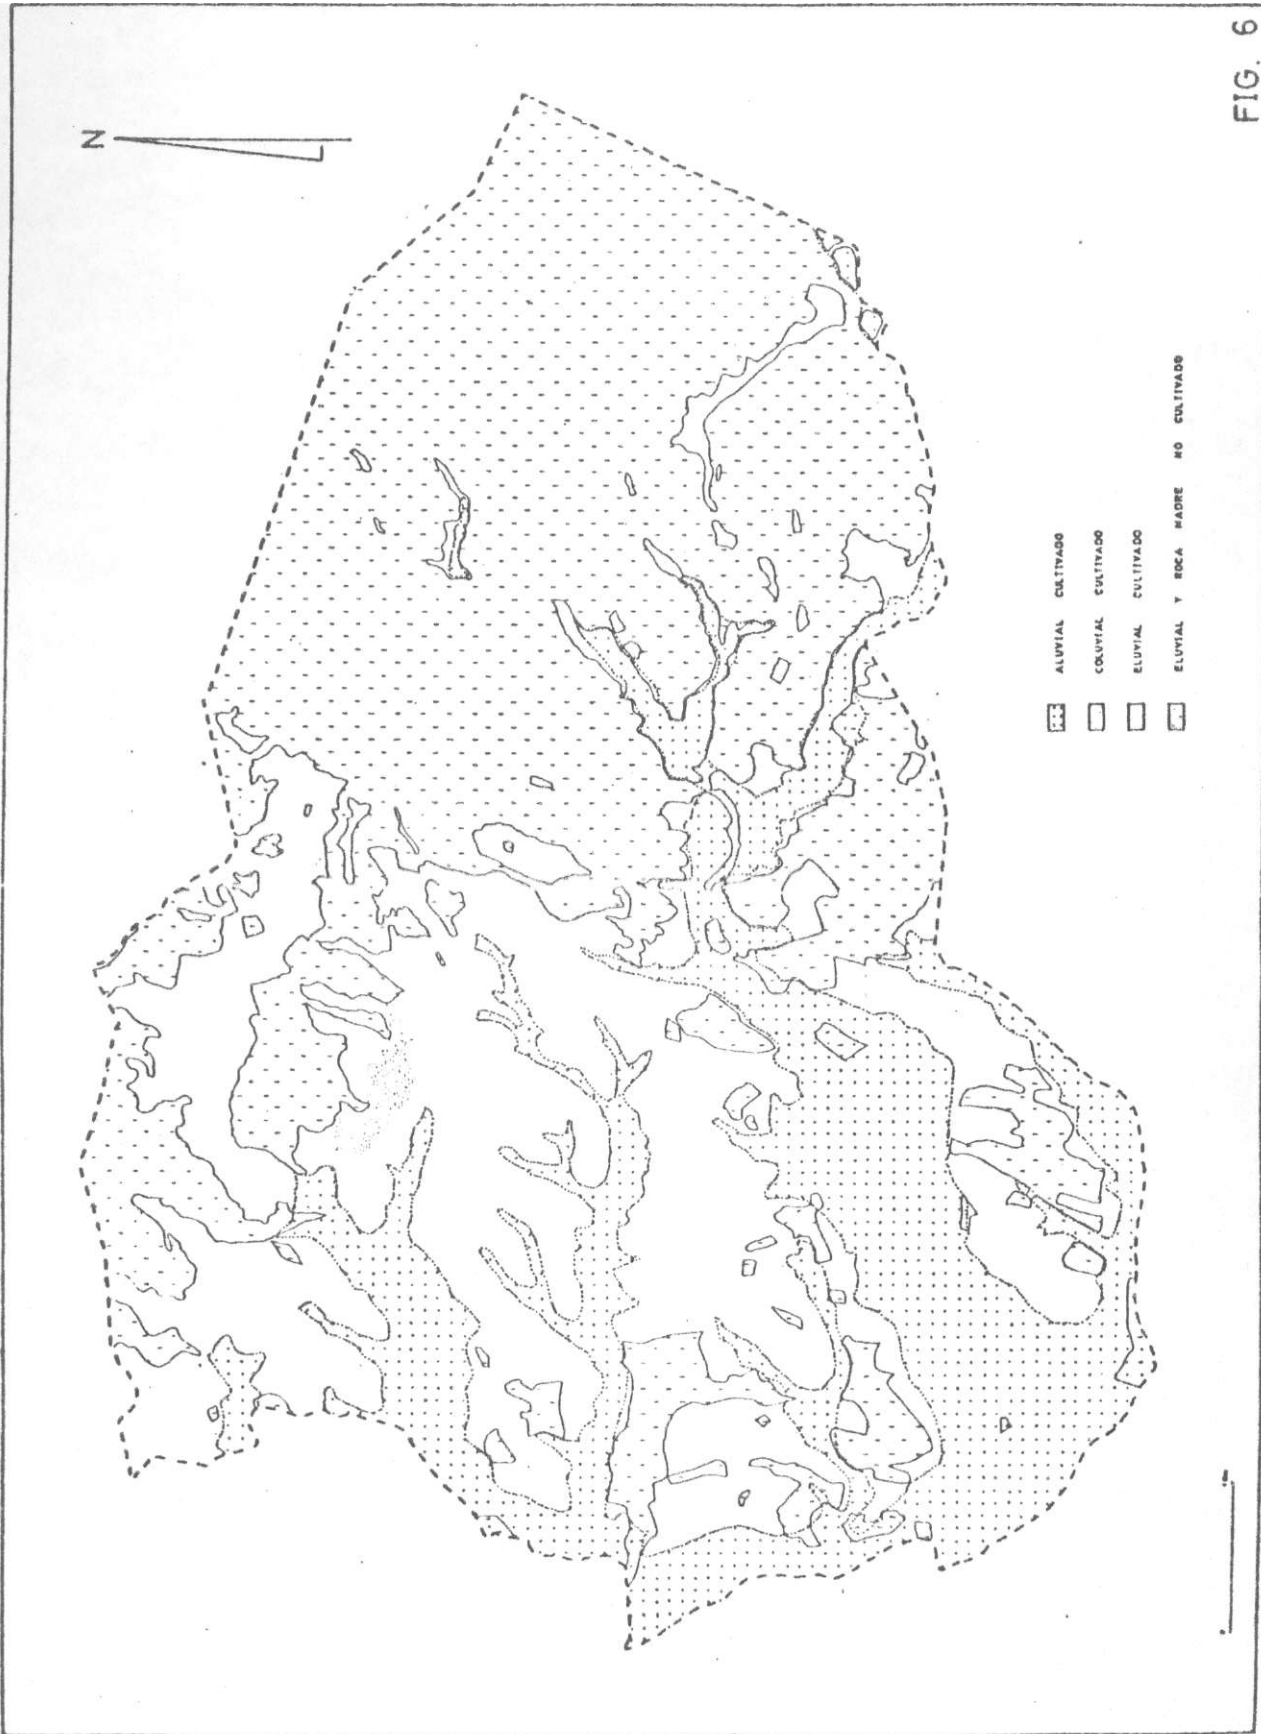 N
ALUVIAL CULTIVADO
COLUVIAL CULTIVADO
ELUVIAL CULTIVADO
ELUVIAL Y ROCA MADRE NO CULTIVADO
FIG. 6